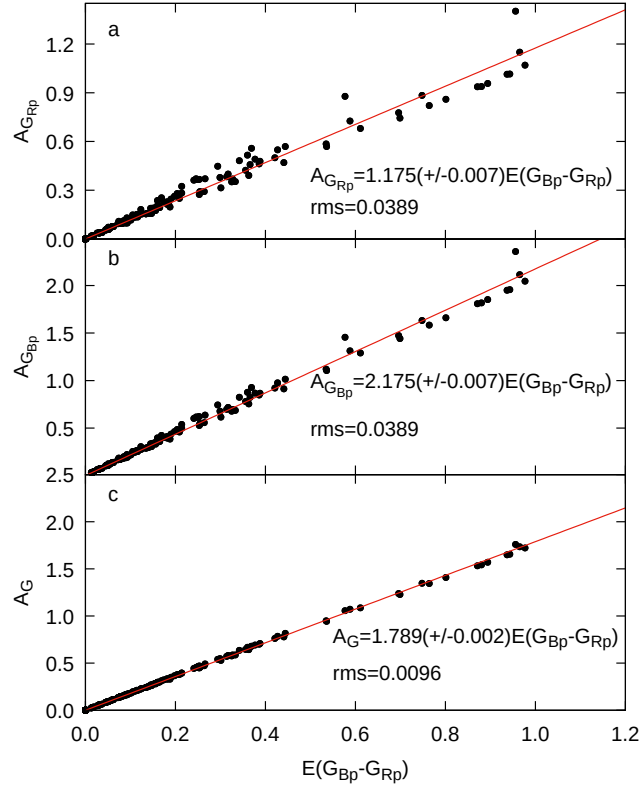 a
1.2
0.9
0.6
0.3
0.0
A_GRp
A_GRp=1.175(+/-0.007)E(G_Bp-G_Rp)
rms=0.0389
b
2.0
1.5
1.0
0.5
A_GBp
A_GBp=2.175(+/-0.007)E(G_Bp-G_Rp)
rms=0.0389
2.5
c
2.0
1.5
1.0
0.5
0.0
A_G
A_G=1.789(+/-0.002)E(G_Bp-G_Rp)
rms=0.0096
0.0 0.2 0.4 0.6 0.8 1.0 1.2
E(G_Bp-G_Rp)